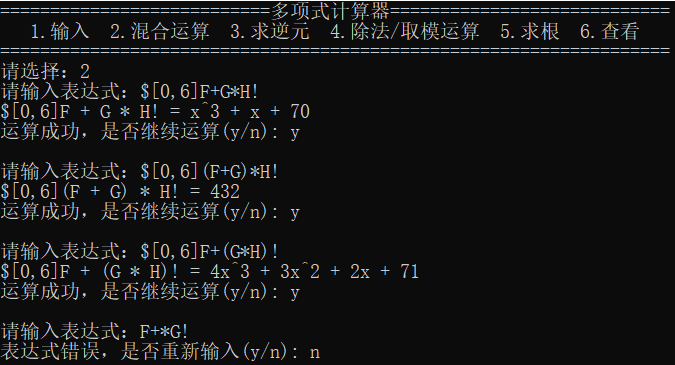 ===========================多项式计算器============================
1.输入 2.混合运算 3.求逆元 4.除法/取模运算 5.求根 6.查看
===================================================================
请选择：2
请输入表达式：$[0,6]F+G*H!
$[0,6]F + G * H! = x^3 + x + 70
运算成功，是否继续运算(y/n): y
请输入表达式：$[0,6](F+G)*H!
$[0,6](F + G) * H! = 432
运算成功，是否继续运算(y/n): y
请输入表达式：$[0,6]F+(G*H)!
$[0,6]F + (G * H)! = 4x^3 + 3x^2 + 2x + 71
运算成功，是否继续运算(y/n): y
请输入表达式：F+*G!
表达式错误，是否重新输入(y/n): n